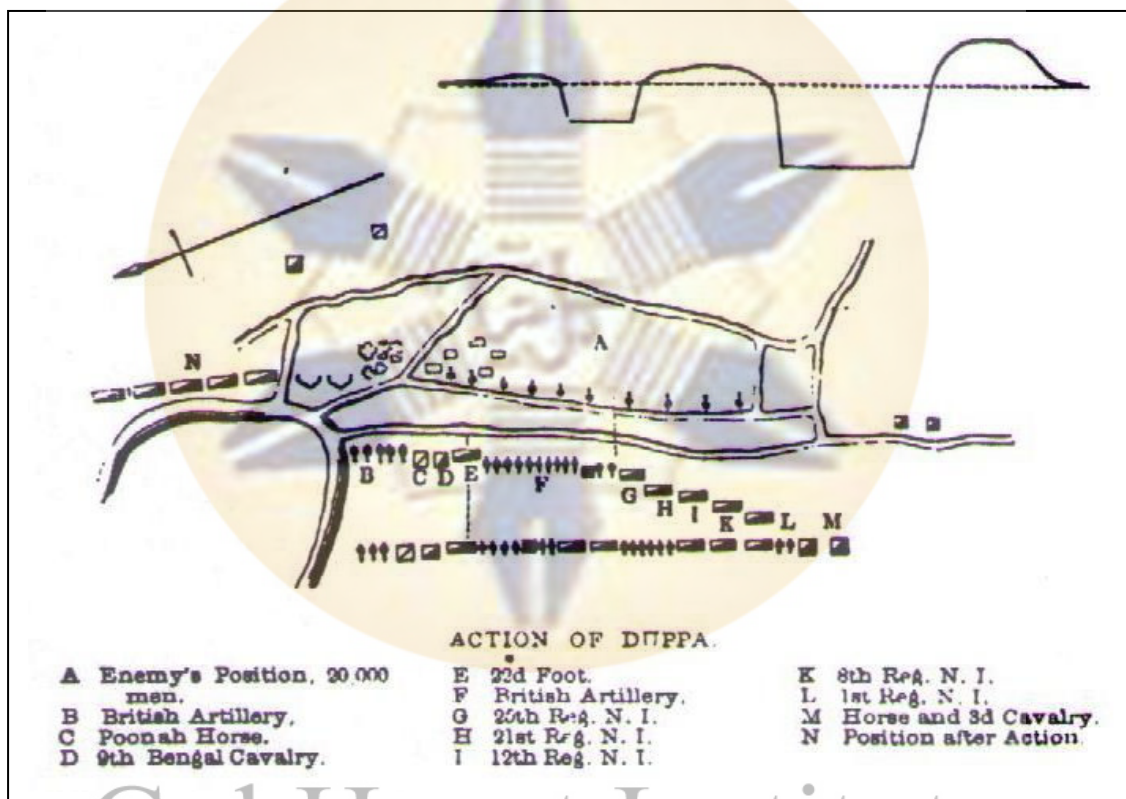 N
A
B
C
D
E
F
G
H
I
K
L
M
ACTION OF DUPPA.
A Enemy's Position, 20,000
men.
B British Artillery,
C Poonah Horse.
D 9th Bengal Cavalry.
E 22d Foot.
F British Artillery.
G 25th Reg. N. I.
H 21st Reg. N. I.
I 12th Reg. N. I.
K 8th Reg. N. I.
L 1st Reg. N. I.
M Horse and 3d Cavalry.
N Position after Action.